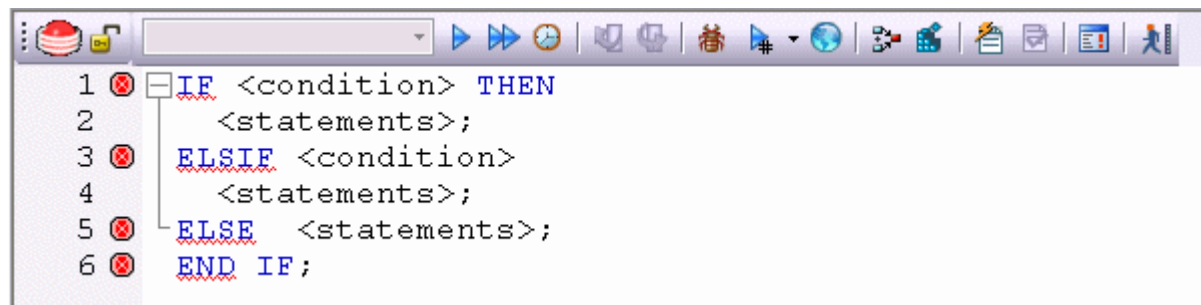 1 IF <condition> THEN
2 <statements>;
3 ELSIF <condition>
4 <statements>;
5 ELSE <statements>;
6 END IF;